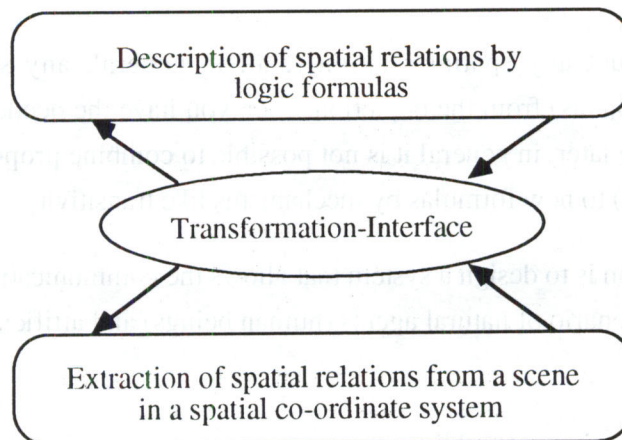 Description of spatial relations by
logic formulas
Transformation-Interface
Extraction of spatial relations from a scene
in a spatial co-ordinate system